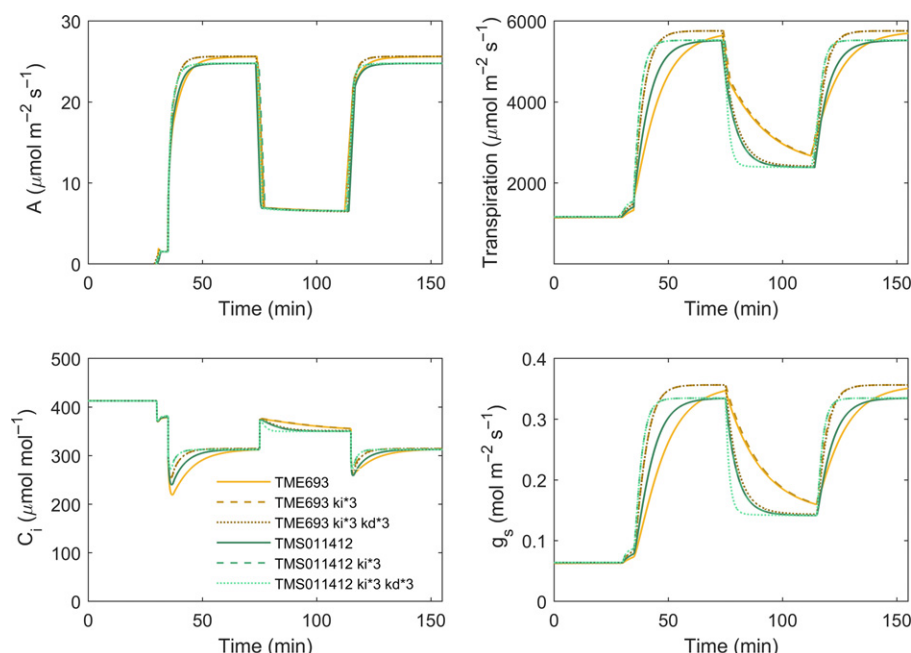 30
20
10
0
A (μmol m⁻² s⁻¹)
0 50 100 150
Time (min)
6000
4000
2000
Transpiration (μmol m⁻² s⁻¹)
0 50 100 150
Time (min)
500
400
300
200
100
0
C_i (μmol mol⁻¹)
TME693
TME693 ki*3
TME693 ki*3 kd*3
TMS011412
TMS011412 ki*3
TMS011412 ki*3 kd*3
0 50 100 150
Time (min)
0.4
0.3
0.2
0.1
0
g_s (mol m⁻² s⁻¹)
0 50 100 150
Time (min)